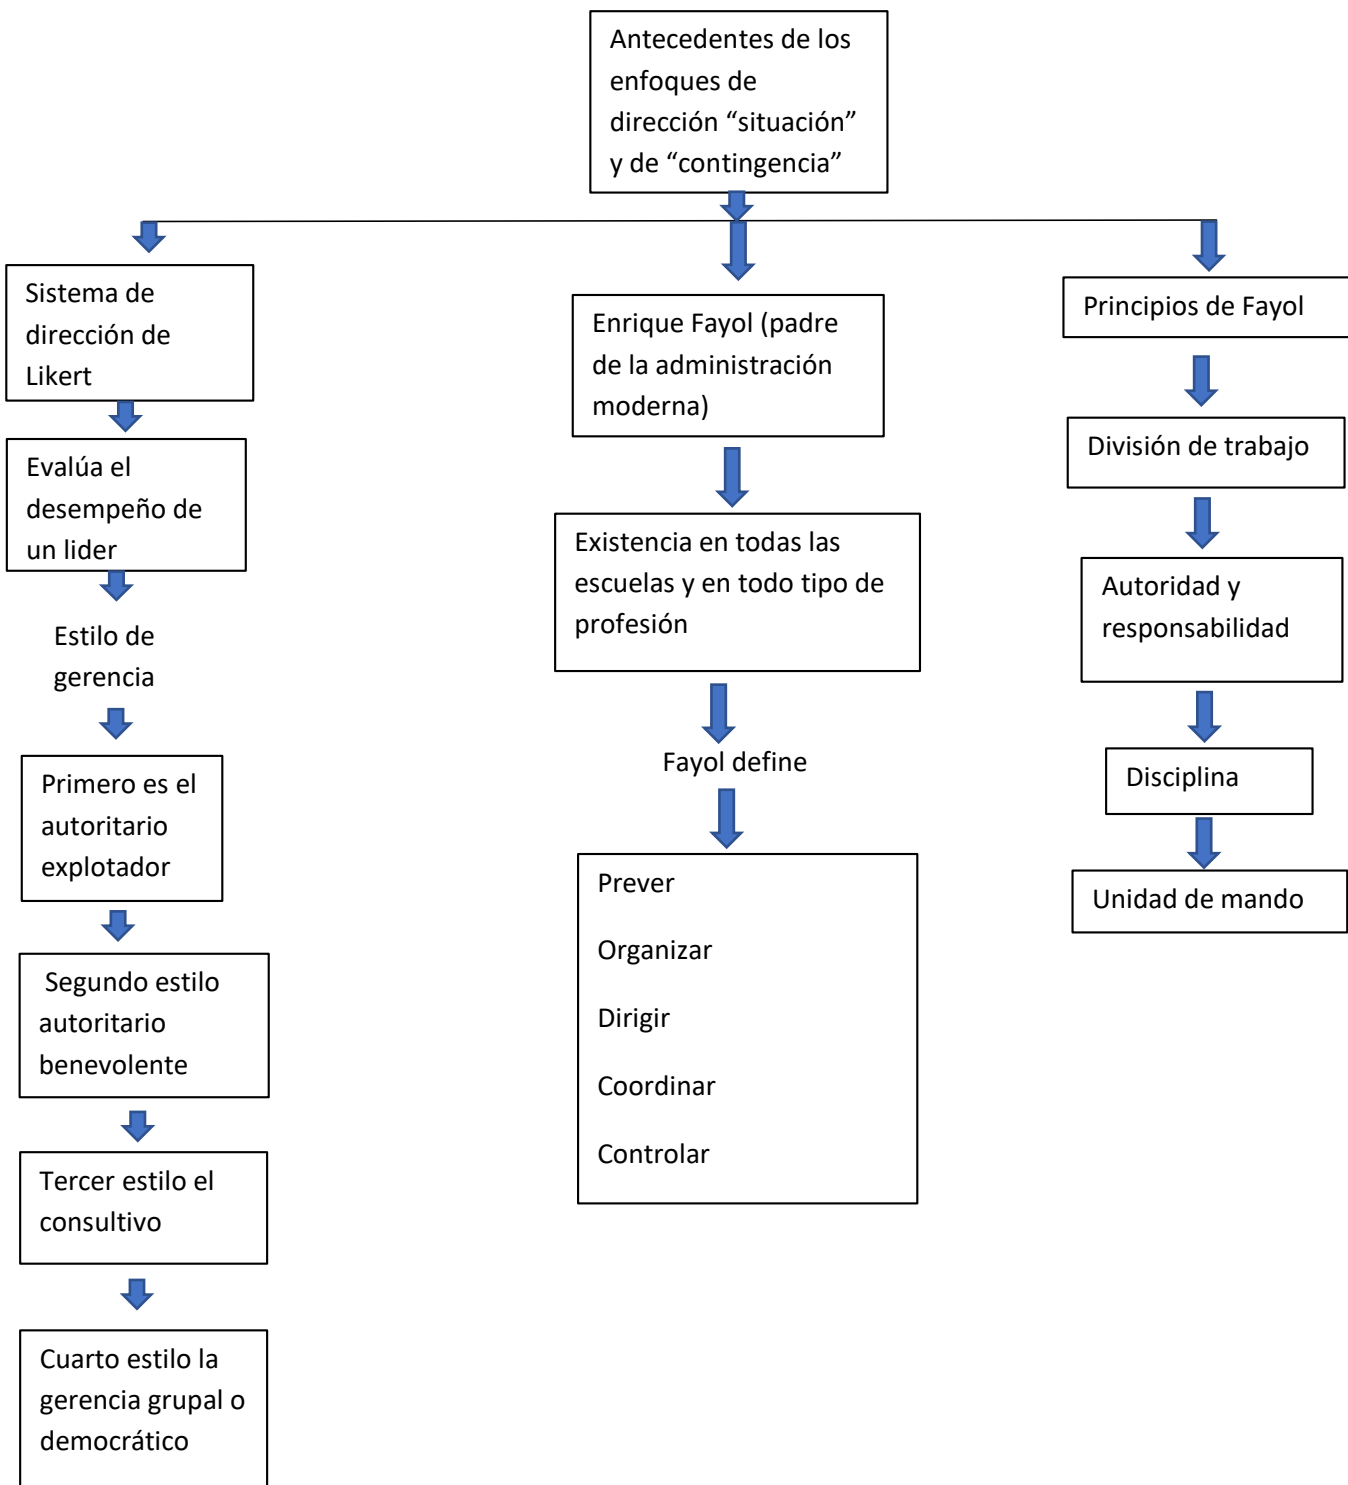 Antecedentes de los
enfoques de
dirección “situación”
y de “contingencia”
Sistema de
dirección de
Likert
Evalúa el
desempeño de
un lider
Estilo de
gerencia
Primero es el
autoritario
explotador
Segundo estilo
autoritario
benevolente
Tercer estilo el
consultivo
Cuarto estilo la
gerencia grupal o
democrático
Enrique Fayol (padre
de la administración
moderna)
Existencia en todas las
escuelas y en todo tipo de
profesión
Fayol define
Prever
Organizar
Dirigir
Coordinar
Controlar
Principios de Fayol
División de trabajo
Autoridad y
responsabilidad
Disciplina
Unidad de mando